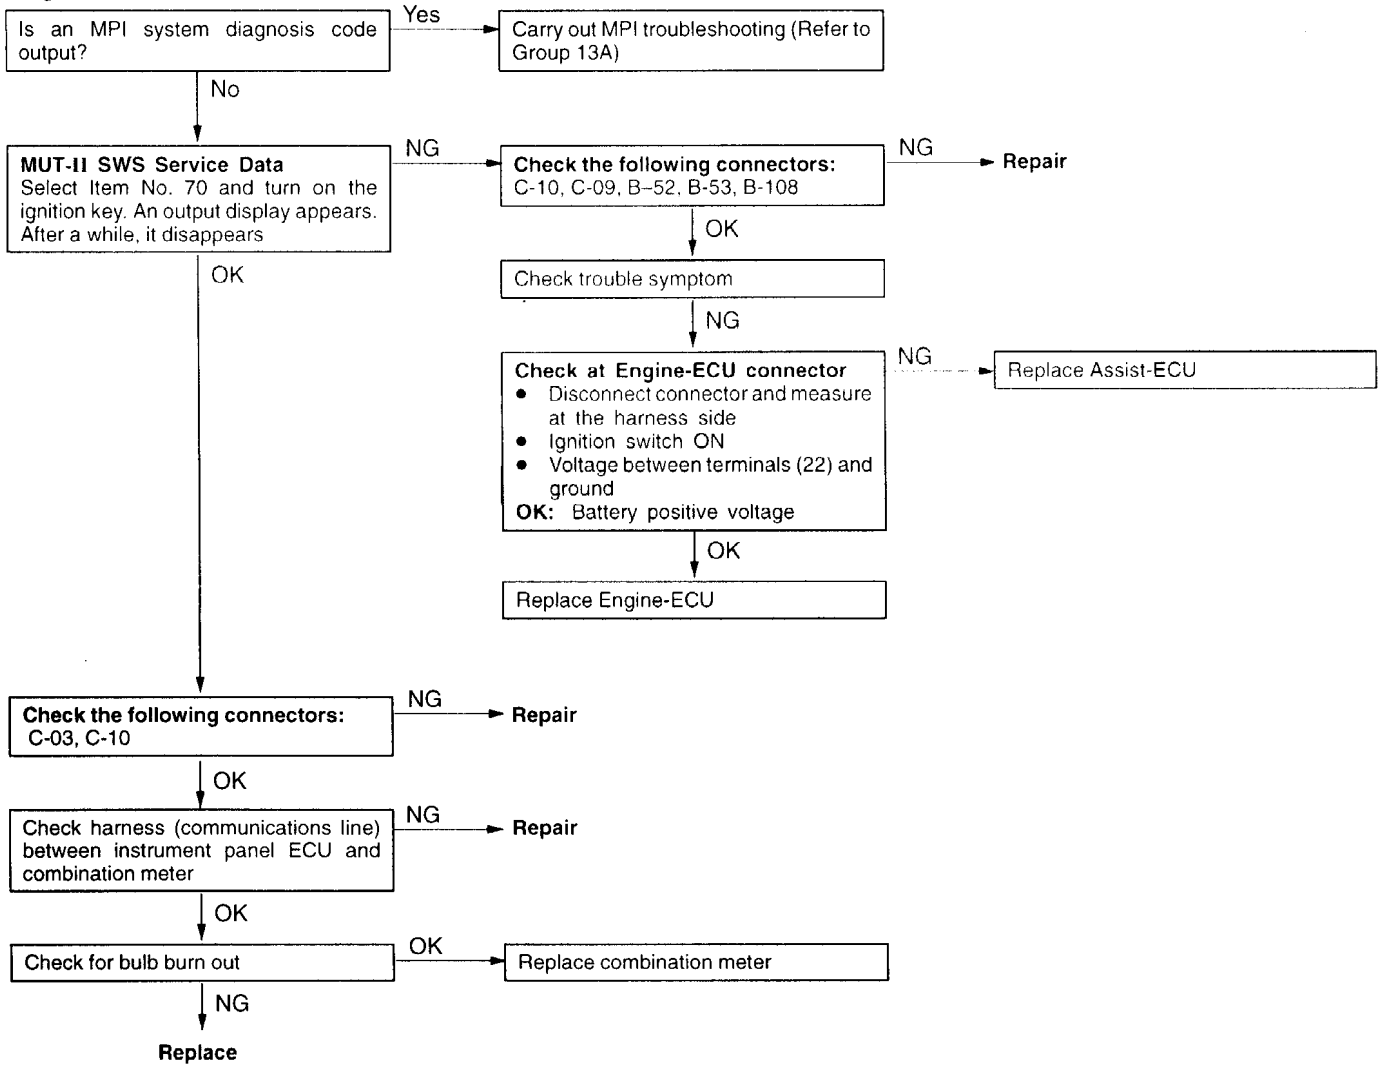 Is an MPI system diagnosis code
output?
Yes
Carry out MPI troubleshooting (Refer to
Group 13A)
No
MUT-II SWS Service Data
Select Item No. 70 and turn on the
ignition key. An output display appears.
After a while, it disappears
NG
Check the following connectors:
C-10, C-09, B–52, B-53, B-108
NG
Repair
OK
OK
Check trouble symptom
NG
Check at Engine-ECU connector
● Disconnect connector and measure
at the harness side
● Ignition switch ON
● Voltage between terminals (22) and
ground
OK: Battery positive voltage
NG
Replace Assist-ECU
OK
Replace Engine-ECU
Check the following connectors:
C-03, C-10
NG
Repair
OK
Check harness (communications line)
between instrument panel ECU and
combination meter
NG
Repair
OK
Check for bulb burn out
OK
Replace combination meter
NG
Replace